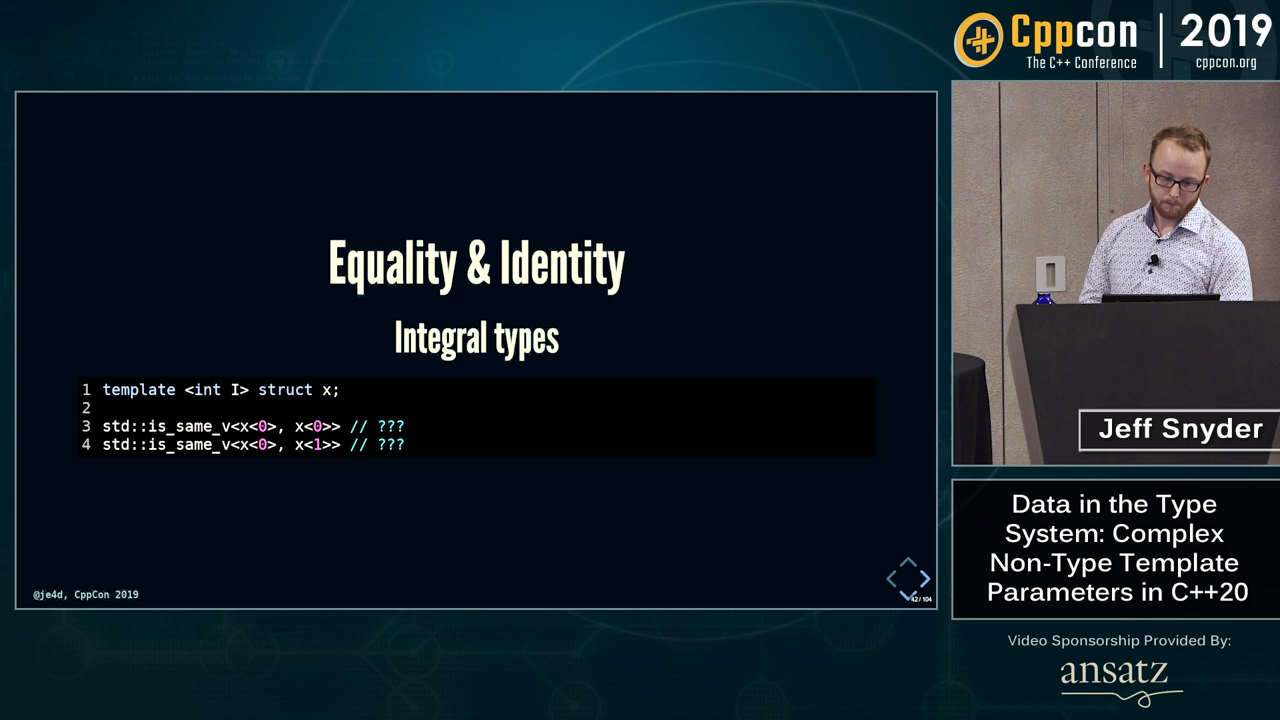 Cppcon
The C++ Conference
2019
cppcon.org
Equality & Identity
Integral types
1 template <int I> struct x;
2
3 std::is_same_v<x<0>, x<0>> // ???
4 std::is_same_v<x<0>, x<1>> // ???
@je4d, CppCon 2019
42 / 104
Jeff Snyder
Data in the Type
System: Complex
Non-Type Template
Parameters in C++20
Video Sponsorship Provided By:
ansatz